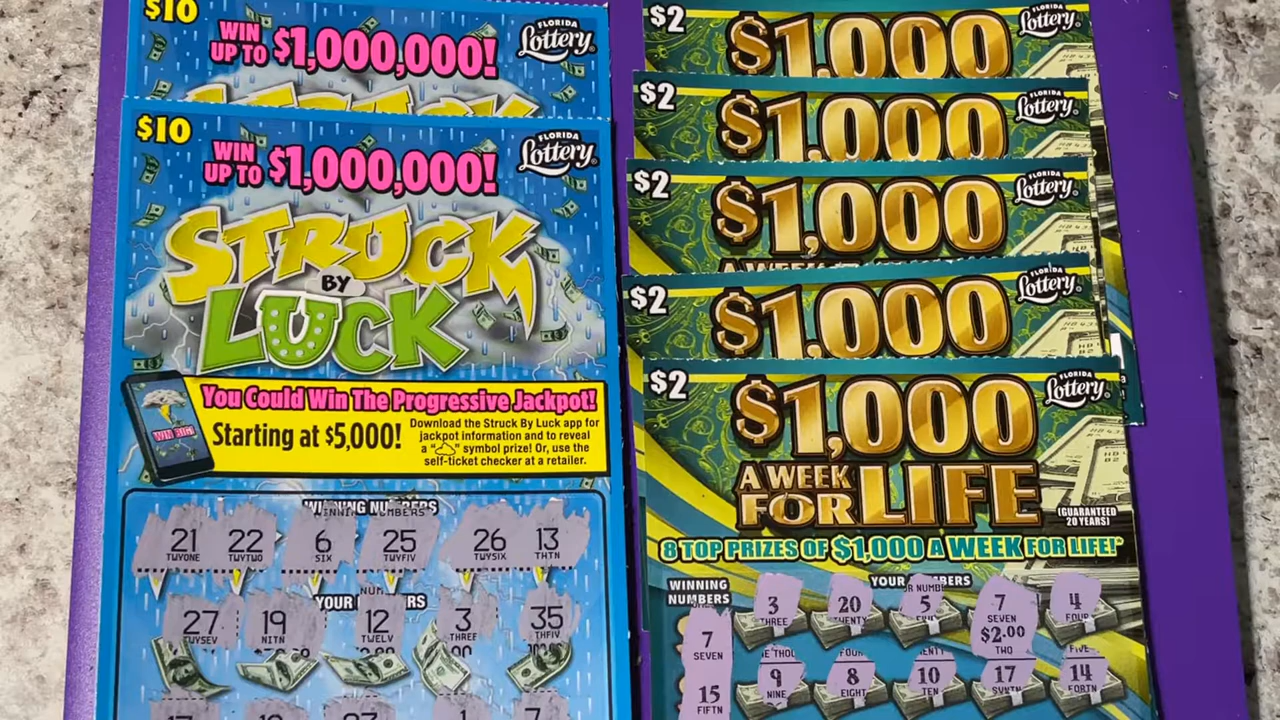 $10
WIN UP TO $1,000,000!
FLORIDA Lottery
$10
WIN UP TO $1,000,000!
FLORIDA Lottery
STRUCK
BY
LUCK
WIN BIG!
You Could Win The Progressive Jackpot!
Starting at $5,000!
Download the Struck By Luck app for
jackpot information and to reveal
a " " symbol prize! Or, use the
self-ticket checker at a retailer.
WINNING NUMBERS
21 22 6 25 26 13
TWYONE TWYTWO SIX TWYFIV TWYSIX THTN
YOUR NUMBERS
27 19 12 3 35
TWYSEV NITN TWELV THREE THFIV
$2
$1,000
FLORIDA Lottery
$2
$1,000
FLORIDA Lottery
$2
$1,000
FLORIDA Lottery
$2
$1,000
FLORIDA Lottery
$2
$1,000
FLORIDA Lottery
A WEEK
FOR LIFE
(GUARANTEED
20 YEARS)
8 TOP PRIZES OF $1,000 A WEEK FOR LIFE!*
WINNING
NUMBERS
7
SEVEN
15
FIFTN
YOUR NUMBERS
3 20 5 7 4
THREE TWENTY FIVE SEVEN FOUR
$2.00
TWO
9 8 10 17 14
NINE EIGHT TEN SVNTN FORTN